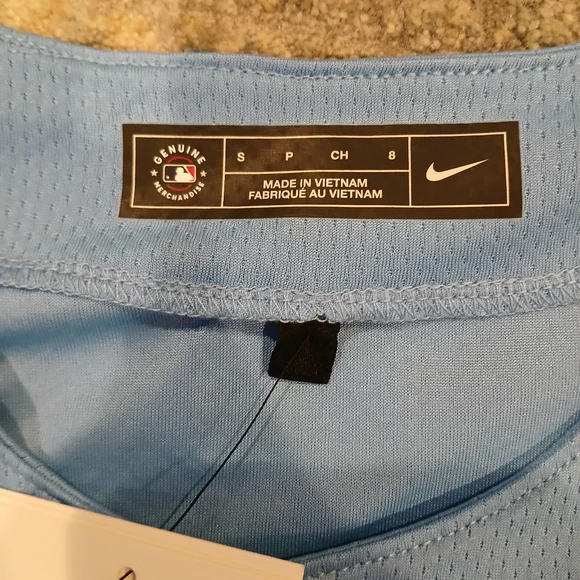 GENUINE
MERCHANDISE
S P CH 8
MADE IN VIETNAM
FABRIQUÉ AU VIETNAM